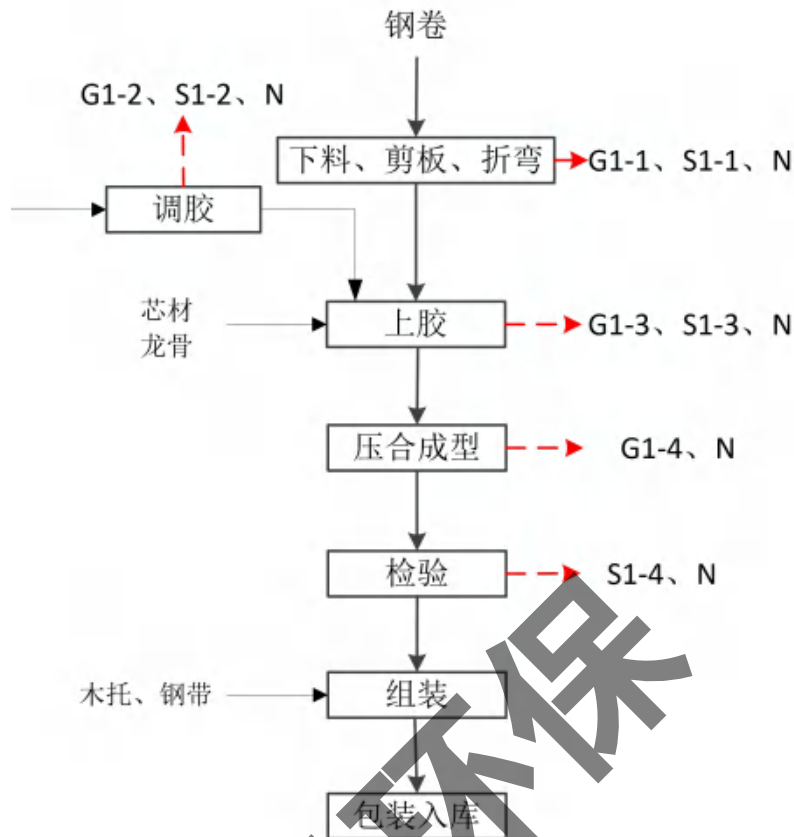 钢卷
G1-2、S1-2、N
下料、剪板、折弯
G1-1、S1-1、N
调胶
芯材
龙骨
上胶
G1-3、S1-3、N
压合成型
G1-4、N
检验
S1-4、N
木托、钢带
组装
包装入库
环保